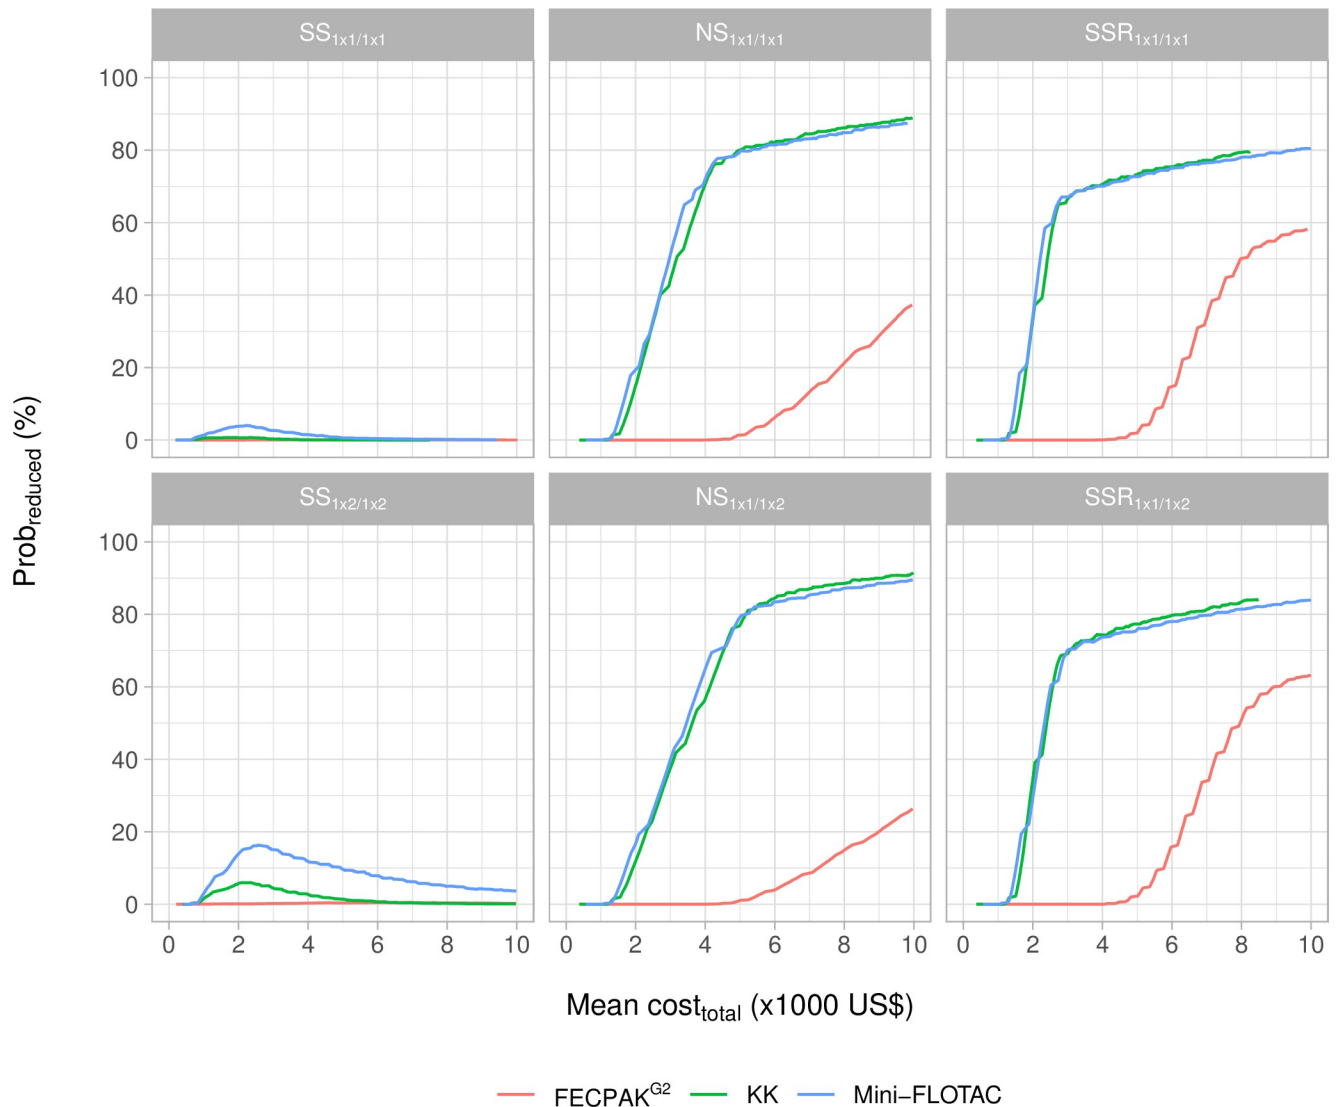 SS1x1/1x1 NS1x1/1x1 SSR1x1/1x1
100
80
60
40
20
0
SS1x2/1x2 NS1x1/1x2 SSR1x1/1x2
100
80
60
40
20
0
0 2 4 6 8 10 0 2 4 6 8 10 0 2 4 6 8 10
Probreduced (%)
Mean costtotal (x1000 US$)
FECPAKG2 KK Mini−FLOTAC